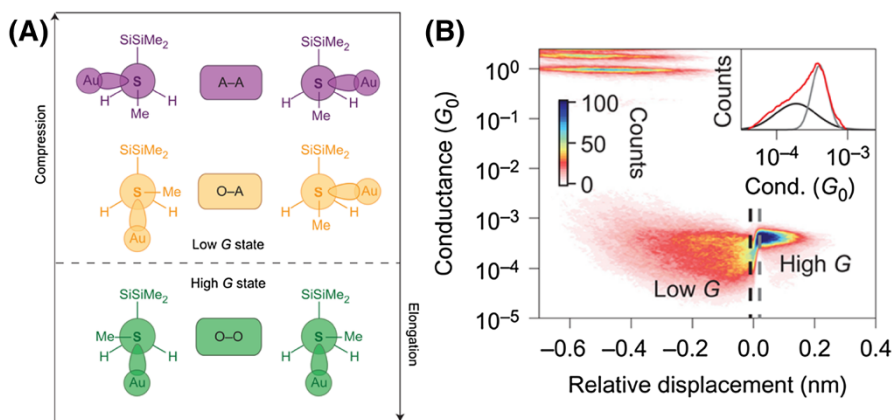 (A)
Compression
SiSiMe2
SiSiMe2
Au
S
H
H
Me
A–A
S
Au
H
H
Me
SiSiMe2
SiSiMe2
S
Me
H
H
Au
O–A
S
Au
H
H
Me
Low G state
High G state
SiSiMe2
SiSiMe2
Me
S
H
H
Au
O–O
S
Me
H
H
Au
Elongation
(B)
Conductance (G0)
10^0
10^−1
10^−2
10^−3
10^−4
10^−5
100
50
0
Counts
Counts
10^−4
10^−3
Cond. (G0)
Low G
High G
−0.6
−0.4
−0.2
0.0
0.2
0.4
Relative displacement (nm)